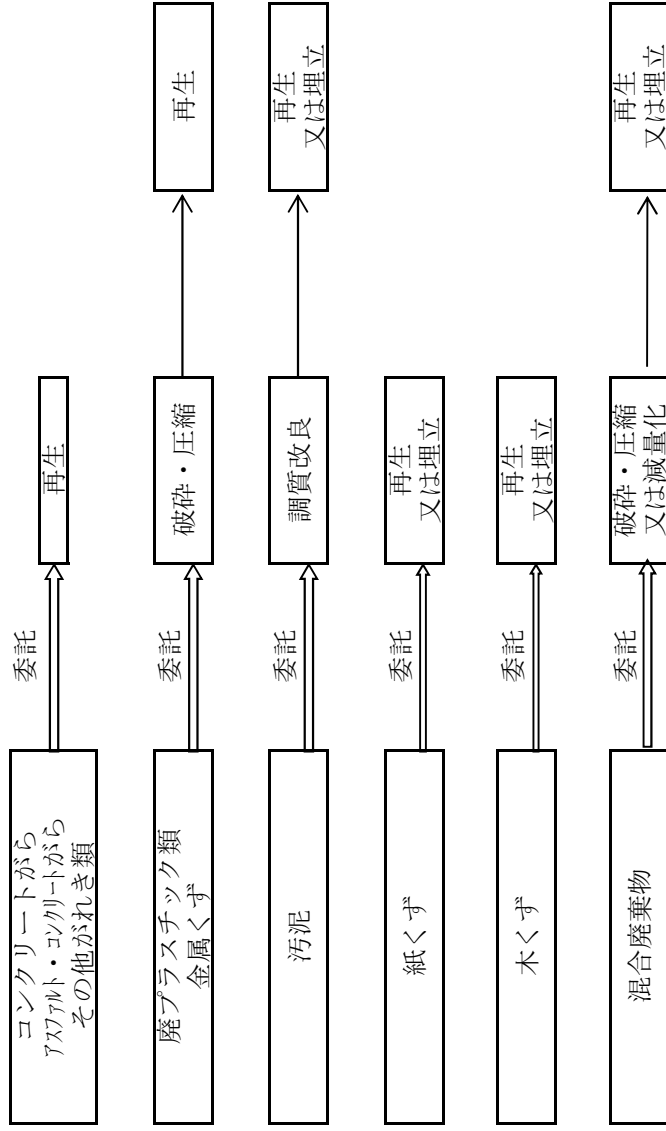 コンクリートがら
アスファルト・コンクリートがら
その他がれき類
委託
再生
廃プラスチック類
金属くず
委託
破砕・圧縮
再生
汚泥
委託
調質改良
再生
又は埋立
紙くず
委託
再生
又は埋立
木くず
委託
再生
又は埋立
混合廃棄物
委託
破砕・圧縮
又は減量化
再生
又は埋立